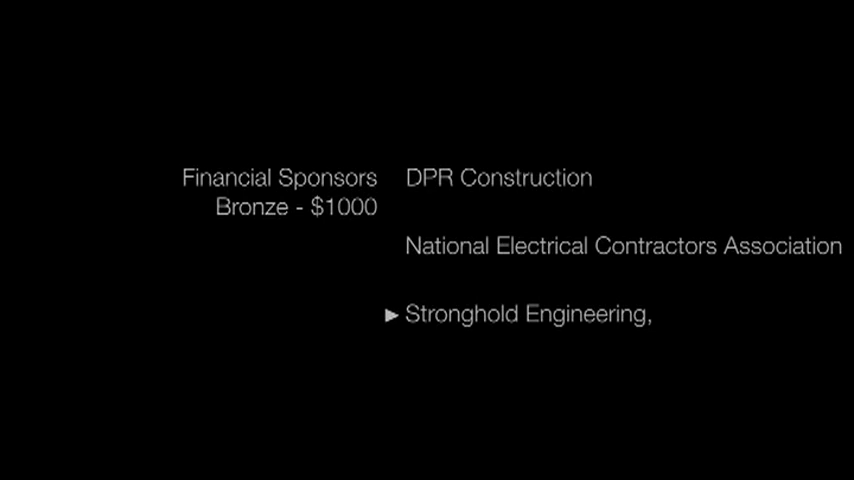 Financial Sponsors DPR Construction
Bronze - $1000
National Electrical Contractors Association
►Stronghold Engineering,